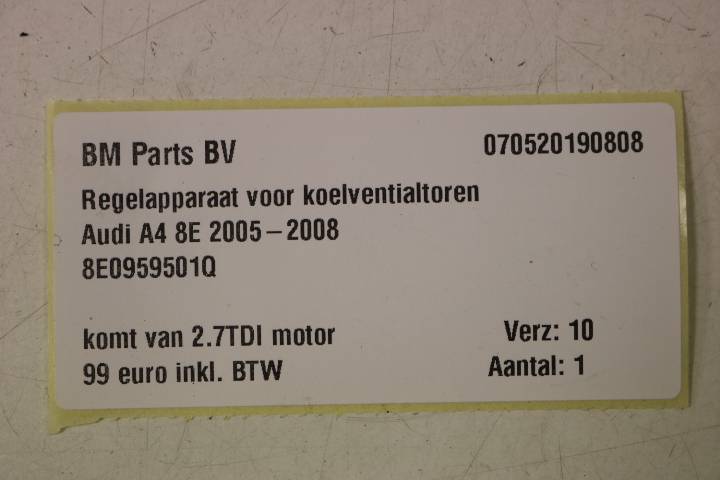 BM Parts BV 070520190808
Regelapparaat voor koelventialtoren
Audi A4 8E 2005-2008
8E0959501Q
komt van 2.7TDI motor Verz: 10
99 euro inkl. BTW Aantal: 1